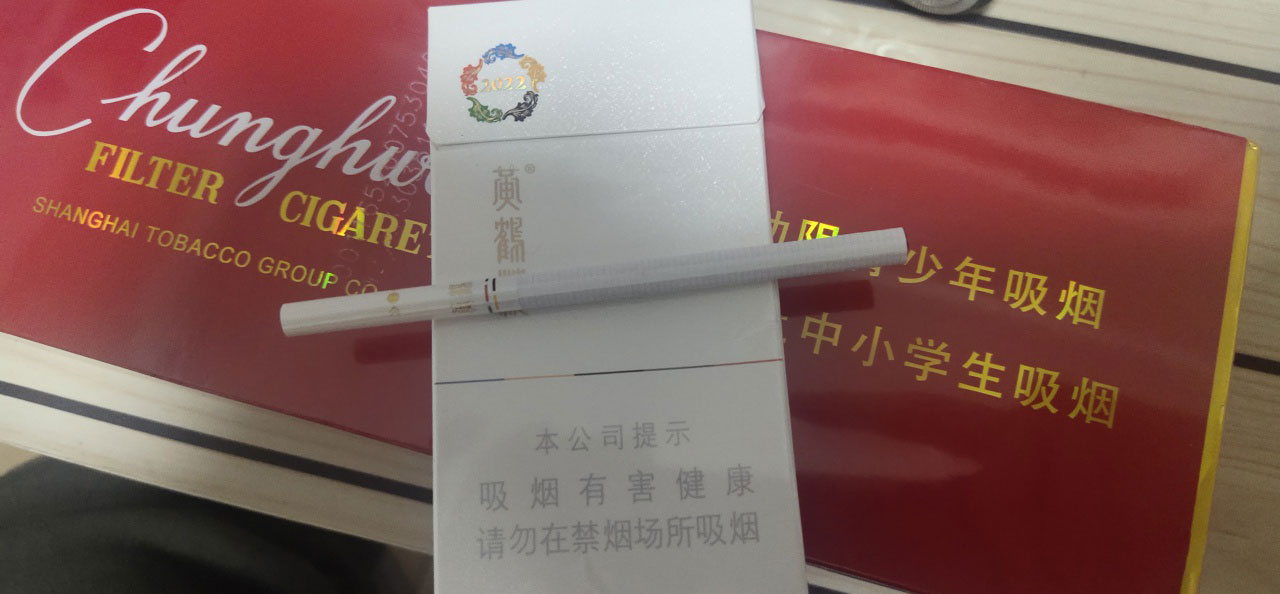 Chunghw
FILTER CIGARE
SHANGHAI TOBACCO GROUP CO
2022
黄鹤
®
本公司提示
吸烟有害健康
请勿在禁烟场所吸烟
阻
少年吸烟
中小学生吸烟